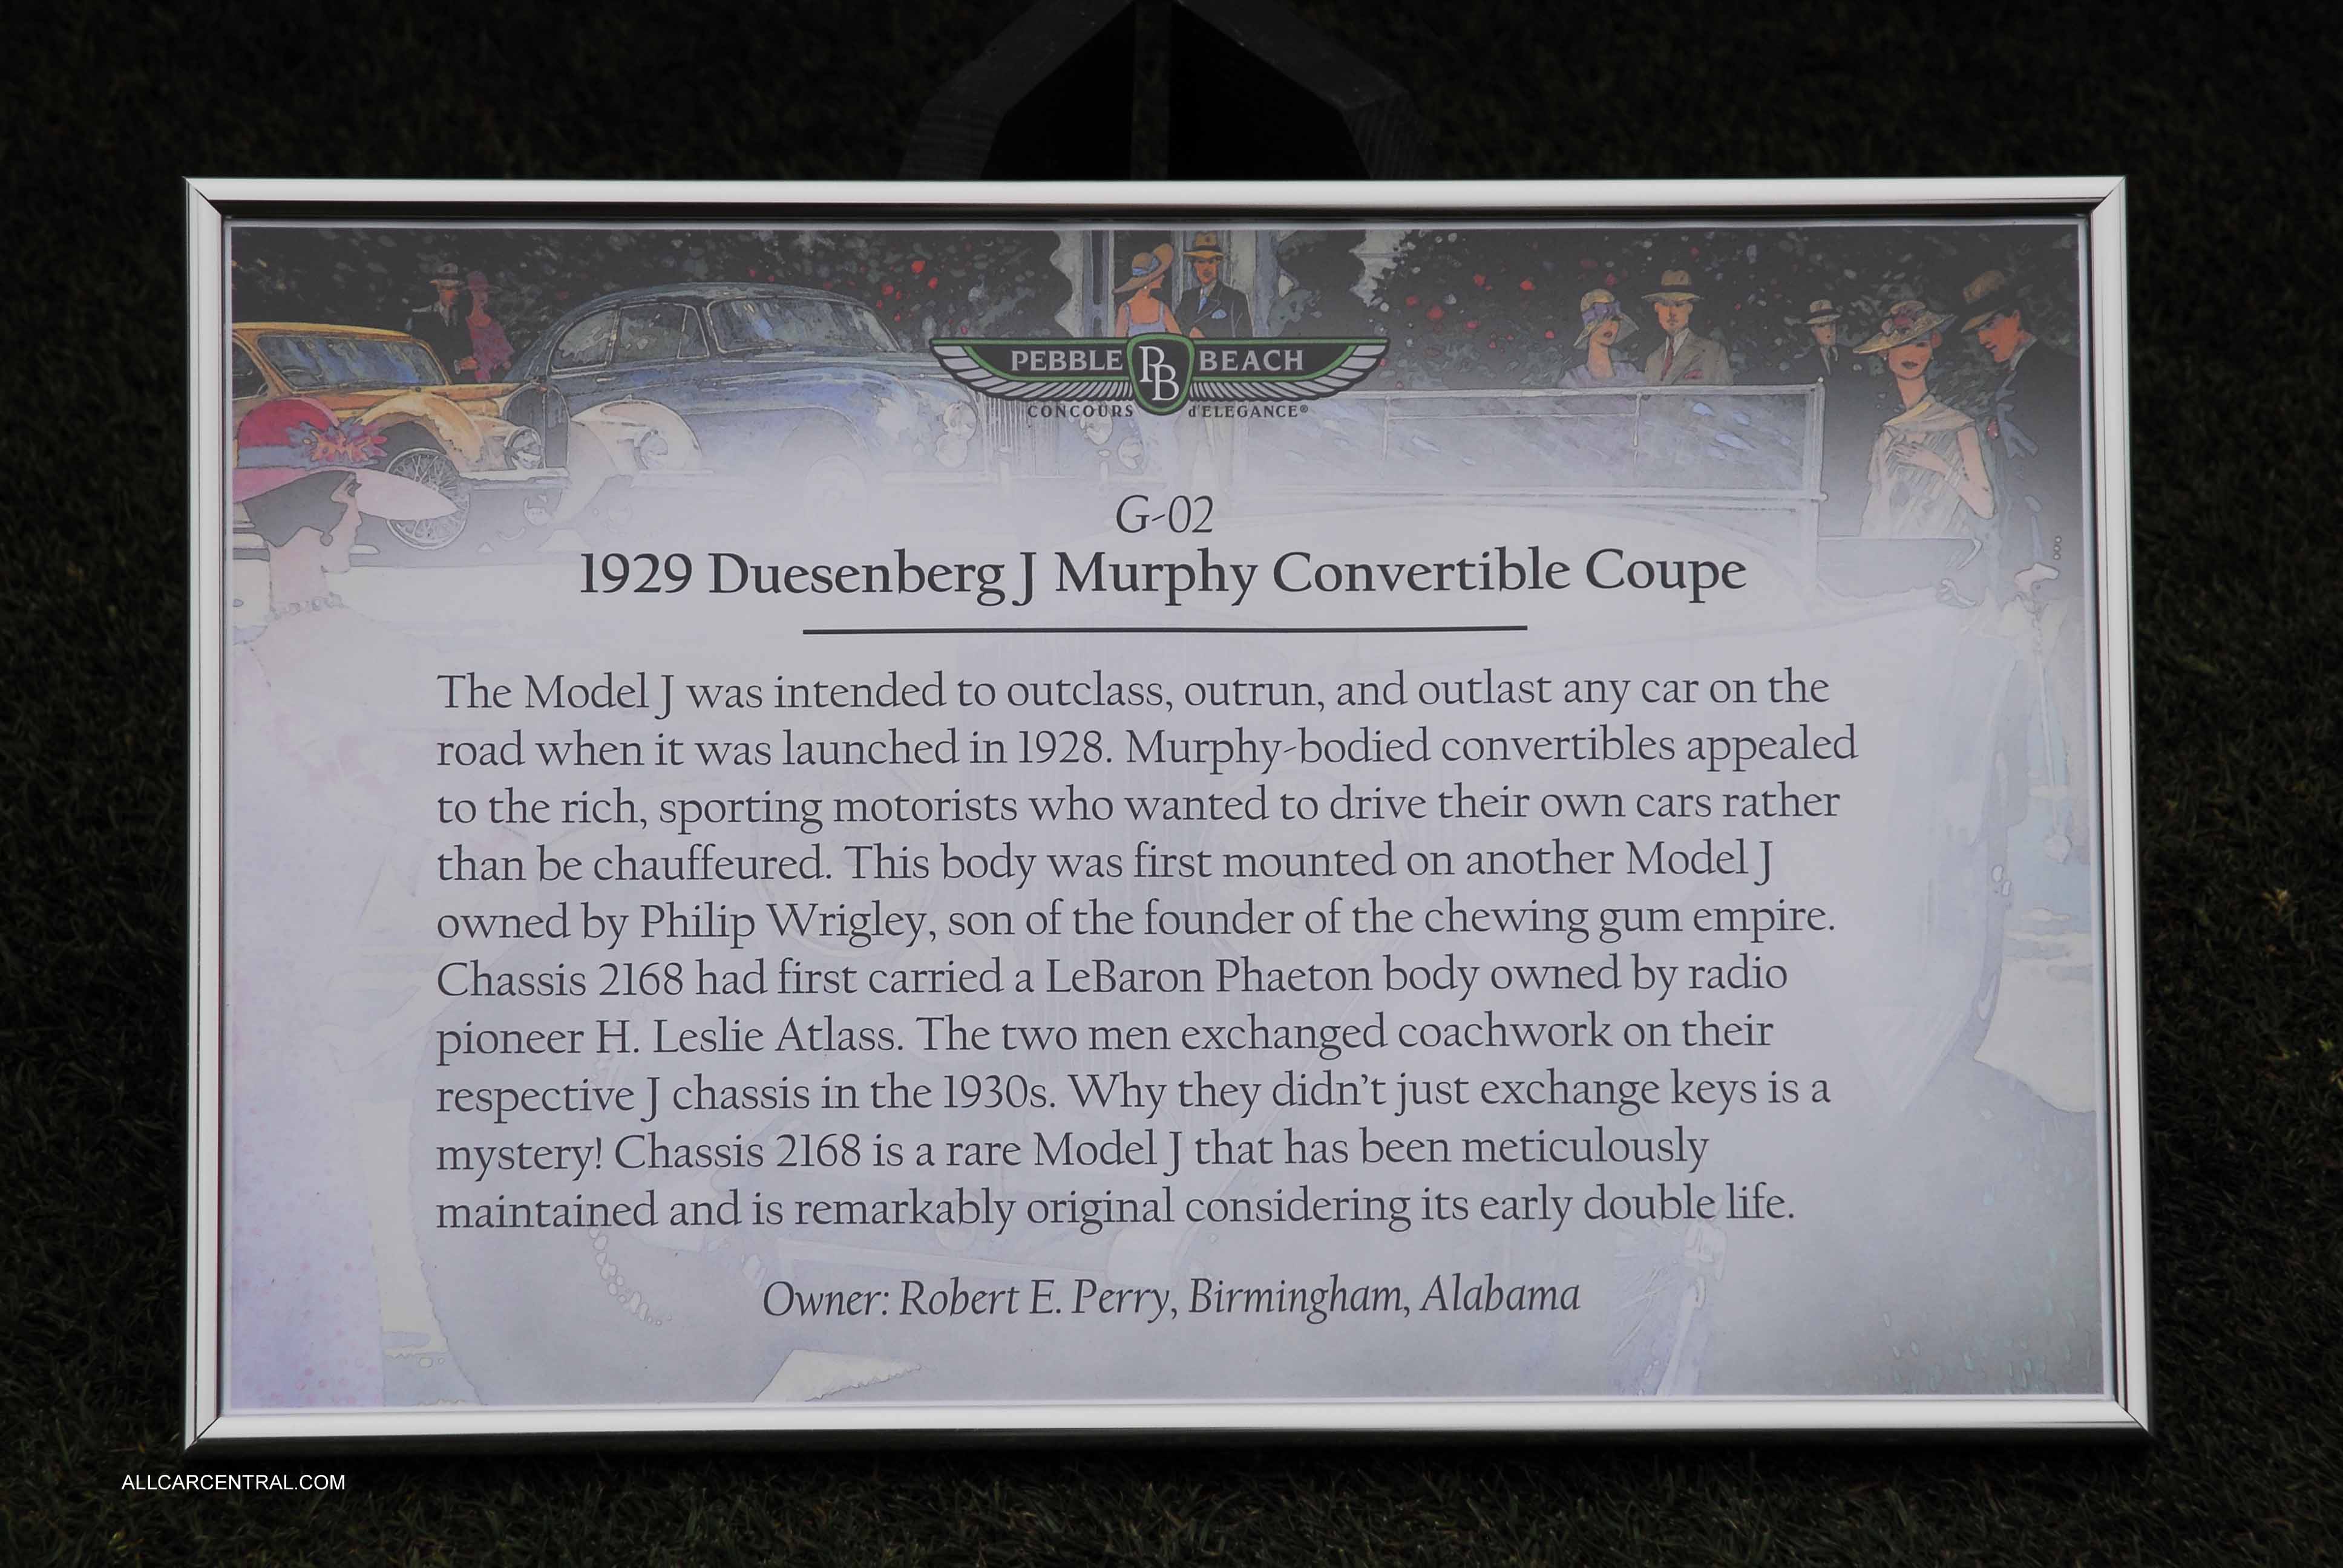 PEBBLE PB BEACH
CONCOURS d'ELEGANCE®
G-02
1929 Duesenberg J Murphy Convertible Coupe
The Model J was intended to outclass, outrun, and outlast any car on the
road when it was launched in 1928. Murphy-bodied convertibles appealed
to the rich, sporting motorists who wanted to drive their own cars rather
than be chauffeured. This body was first mounted on another Model J
owned by Philip Wrigley, son of the founder of the chewing gum empire.
Chassis 2168 had first carried a LeBaron Phaeton body owned by radio
pioneer H. Leslie Atlass. The two men exchanged coachwork on their
respective J chassis in the 1930s. Why they didn't just exchange keys is a
mystery! Chassis 2168 is a rare Model J that has been meticulously
maintained and is remarkably original considering its early double life.
Owner: Robert E. Perry, Birmingham, Alabama
ALLCARCENTRAL.COM